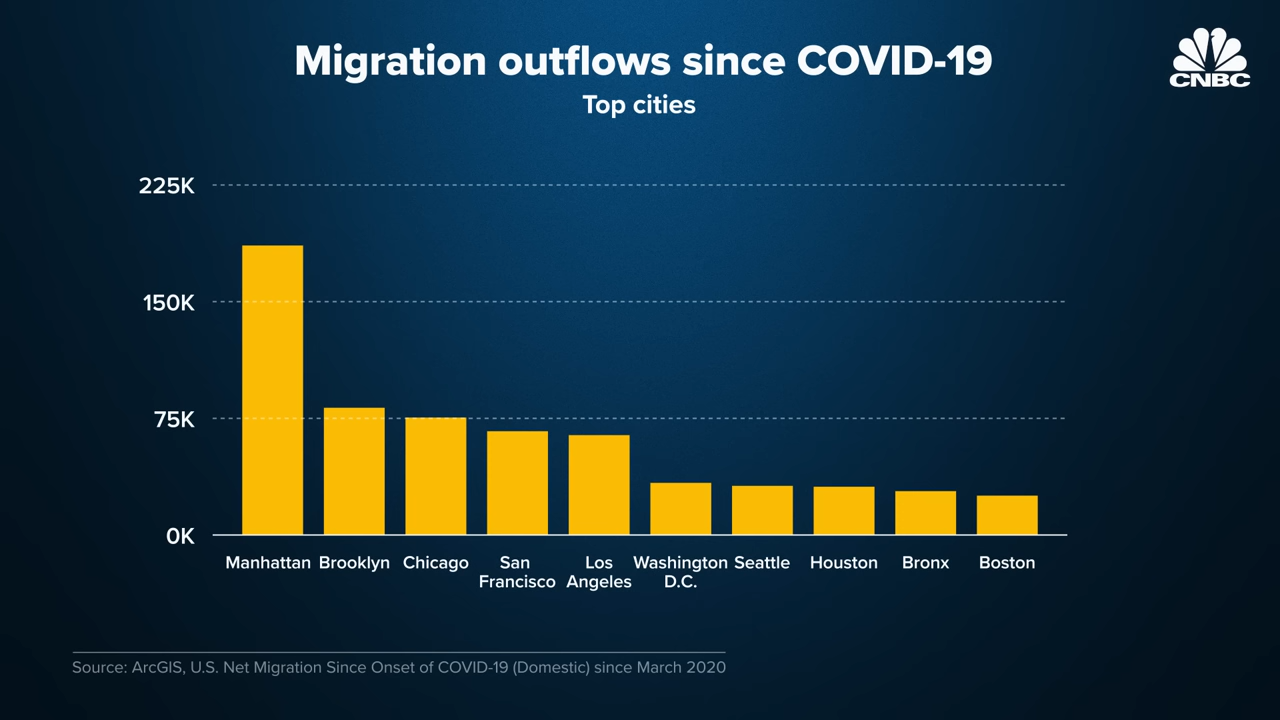 Migration outflows since COVID-19
CNBC
Top cities
225K
150K
75K
0K
Manhattan Brooklyn Chicago San Francisco Los Angeles Washington D.C. Seattle Houston Bronx Boston
Source: ArcGIS, U.S. Net Migration Since Onset of COVID-19 (Domestic) since March 2020